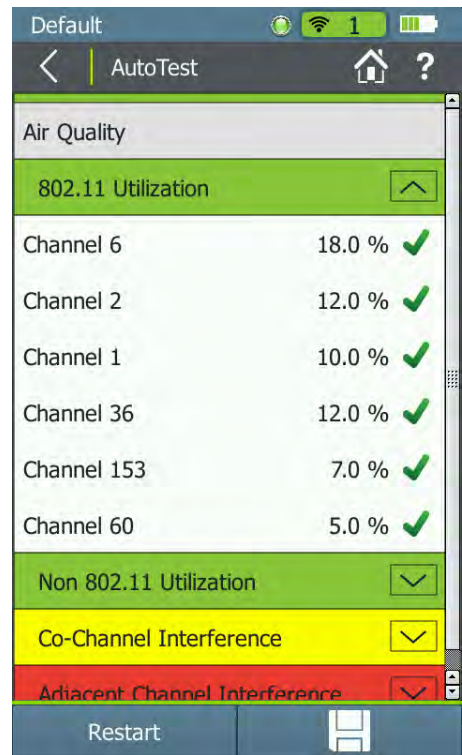 Default 1
AutoTest ?
Air Quality
802.11 Utilization
Channel 6 18.0 %
Channel 2 12.0 %
Channel 1 10.0 %
Channel 36 12.0 %
Channel 153 7.0 %
Channel 60 5.0 %
Non 802.11 Utilization
Co-Channel Interference
Adjacent Channel Interference
Restart